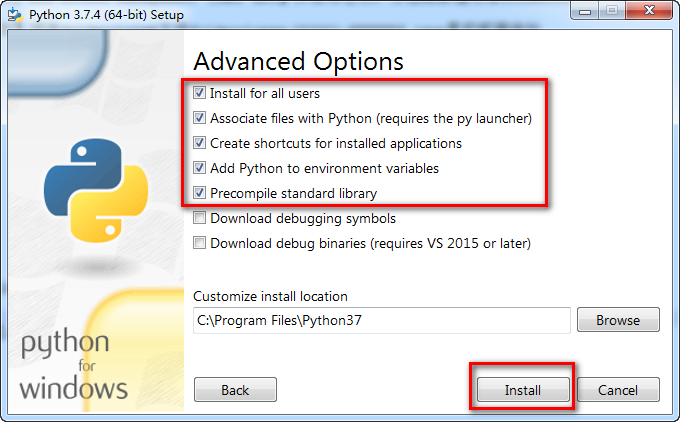 Python 3.7.4 (64-bit) Setup
Advanced Options
Install for all users
Associate files with Python (requires the py launcher)
Create shortcuts for installed applications
Add Python to environment variables
Precompile standard library
Download debugging symbols
Download debug binaries (requires VS 2015 or later)
Customize install location
C:\Program Files\Python37
Browse
python
for
windows
Back
Install
Cancel